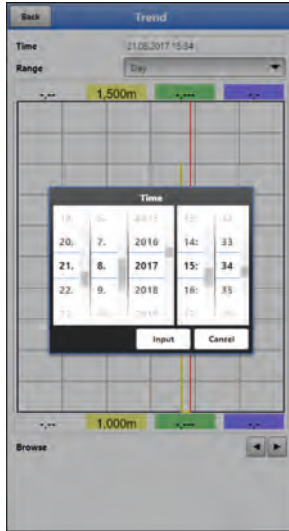 Back Trend
Time 21.08.2017 15:34
Range Day
-,-- 1,500m -,--- -,-
Time
20. 7. 2016 14: 33
21. 8. 2017 15: 34
22. 9. 2018 16: 35
Input Cancel
-,-- 1,000m -,--- -,-
Browse